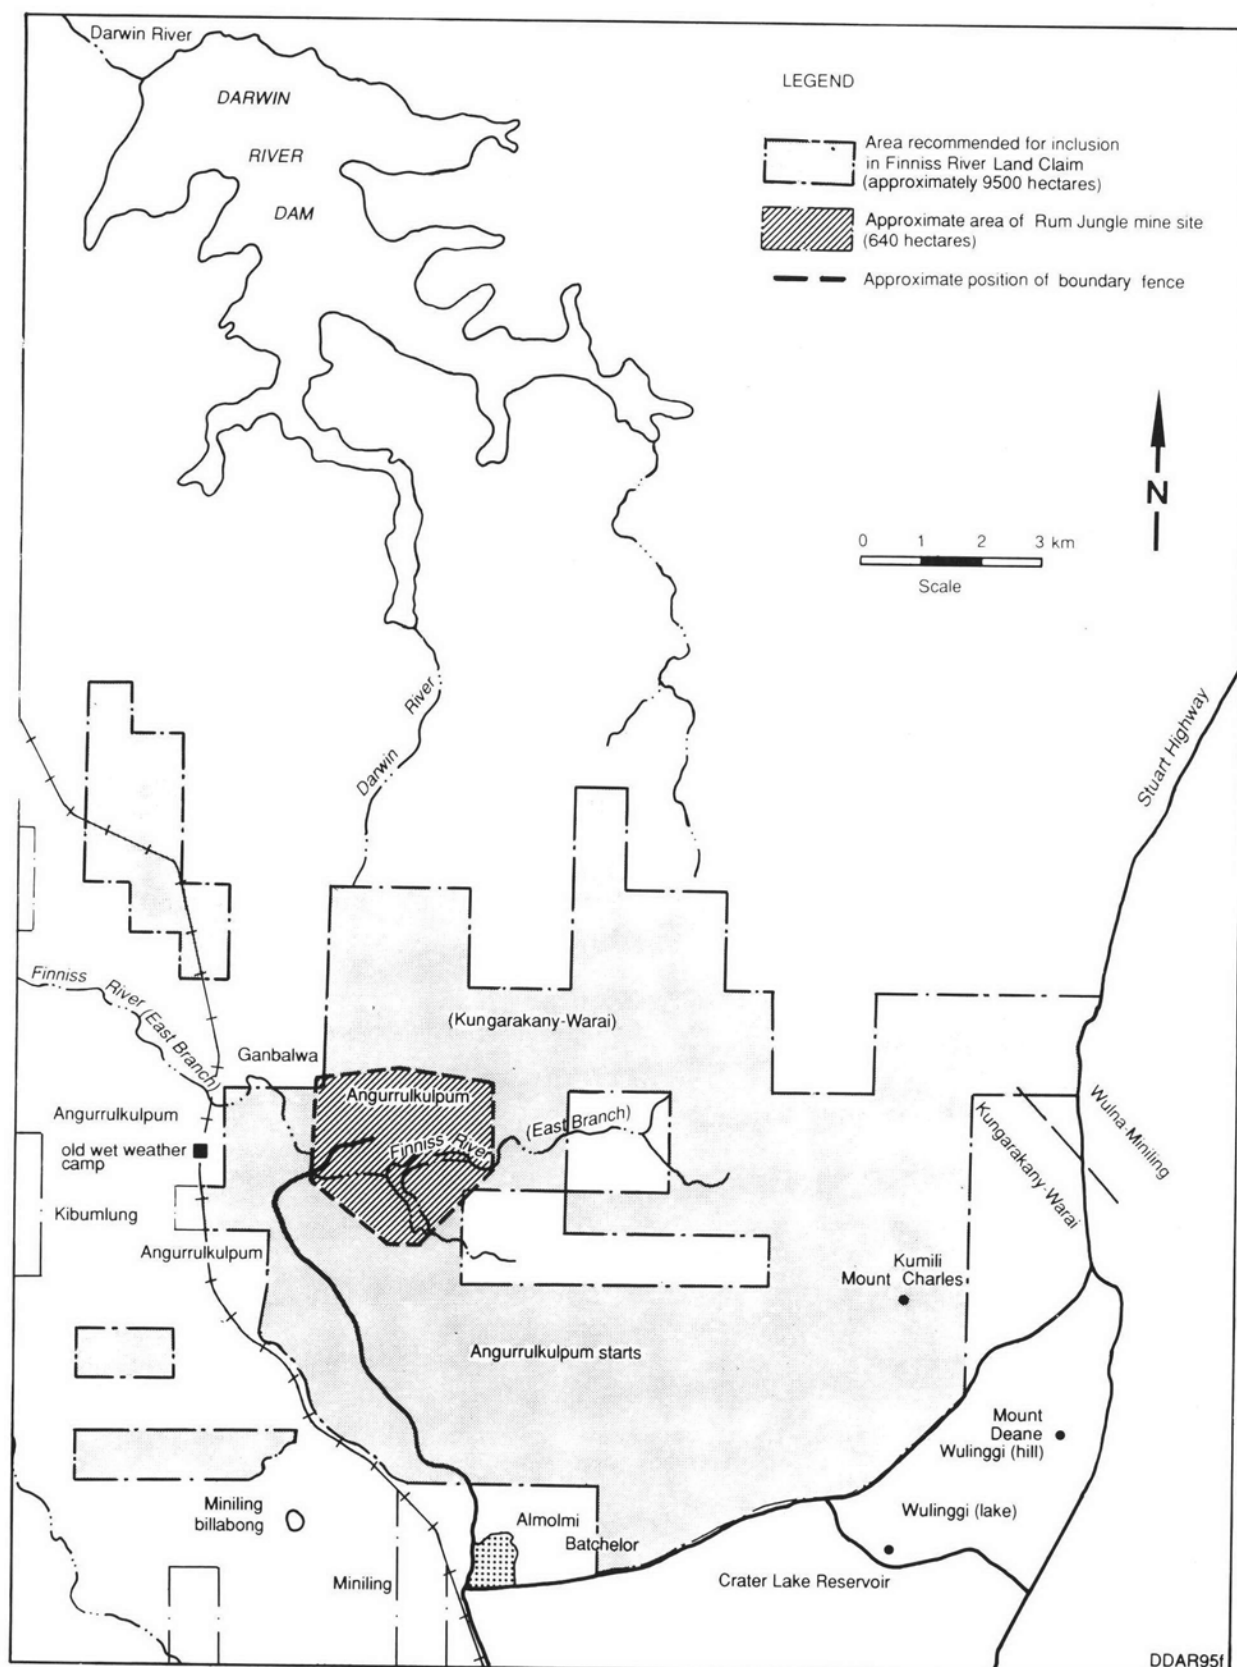 Darwin River
DARWIN
RIVER
DAM
LEGEND
Area recommended for inclusion
in Finniss River Land Claim
(approximately 9500 hectares)
Approximate area of Rum Jungle mine site
(640 hectares)
Approximate position of boundary fence
N
0 1 2 3 km
Scale
Darwin River
Stuart Highway
Finniss River (East Branch)
(Kungarakany-Warai)
Ganbalwa
Angurrulkulpum
Angurrulkulpum
old wet weather
camp
Finniss River
(East Branch)
Kungarakany-Warai
Wulna-Miniling
Kibumlung
Angurrulkulpum
Kumili
Mount Charles
Angurrulkulpum starts
Mount
Deane
Wulinggi (hill)
Miniling
billabong
Wulinggi (lake)
Almolmi
Batchelor
Miniling
Crater Lake Reservoir
DDAR95f